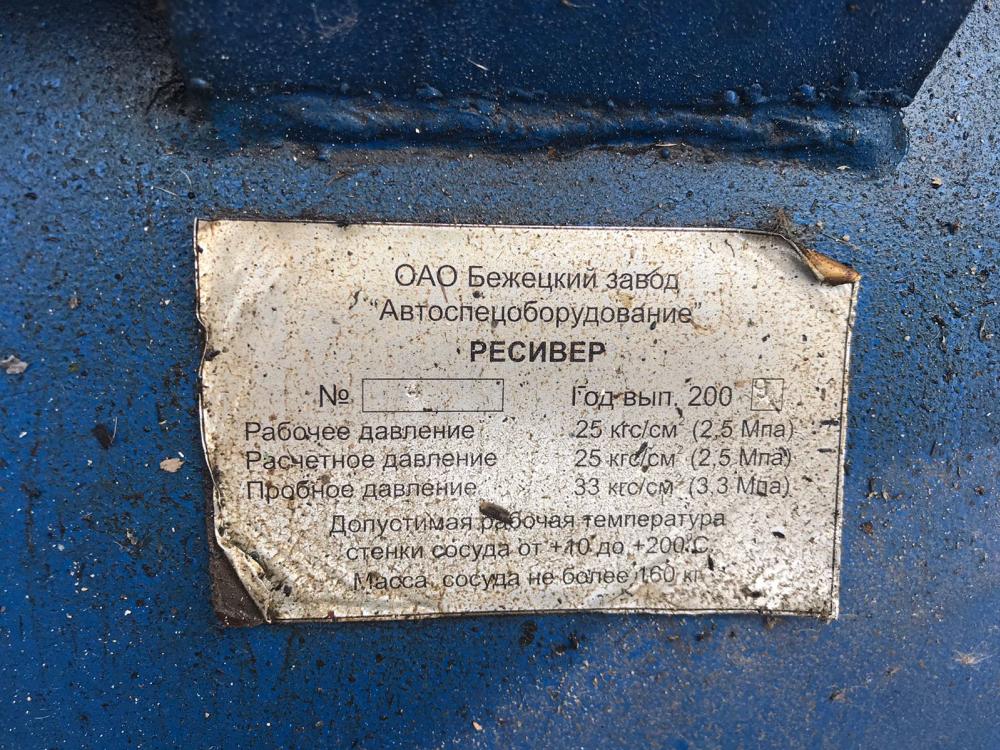 ОАО Бежецкий завод
"Автоспецоборудование"
РЕСИВЕР
№ Год вып. 200
Рабочее давление 25 кгс/см (2,5 Мпа)
Расчетное давление 25 кгс/см (2,5 Мпа)
Пробное давление 33 кгс/см (3,3 Мпа)
Допустимая рабочая температура
стенки сосуда от +10 до +200°С
Масса сосуда не более 160 кг